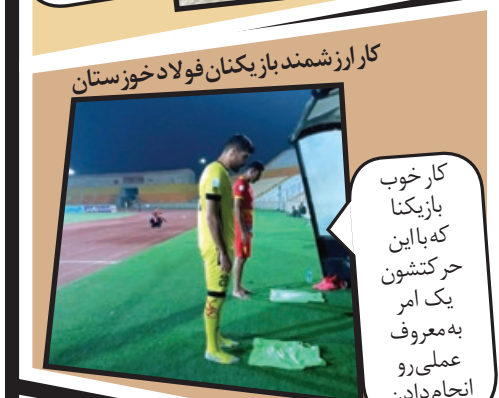 کار ارزشمند بازیکنان فولاد خوزستان
کار خوب
بازیکنا
که با این
حرکتشون
یک امر
به معروف
عملی رو
انجام دادن